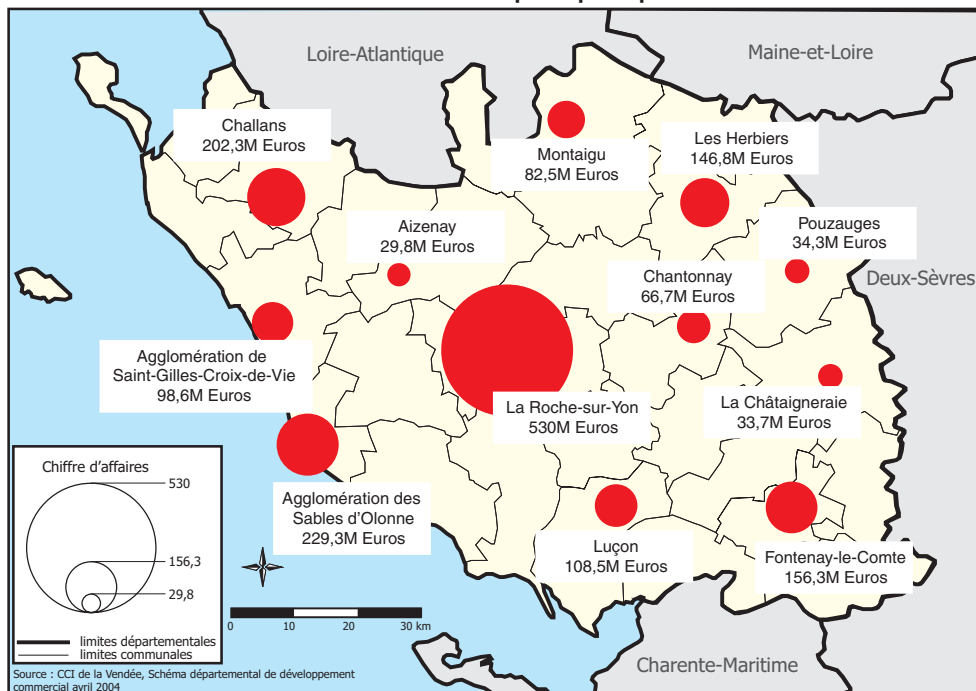 Loire-Atlantique
Maine-et-Loire
Challans
202,3M Euros
Montaigu
82,5M Euros
Les Herbiers
146,8M Euros
Aizenay
29,8M Euros
Pouzauges
34,3M Euros
Chantonnay
66,7M Euros
Deux-Sèvres
Agglomération de
Saint-Gilles-Croix-de-Vie
98,6M Euros
La Roche-sur-Yon
530M Euros
La Châtaigneraie
33,7M Euros
Agglomération des
Sables d'Olonne
229,3M Euros
Luçon
108,5M Euros
Fontenay-le-Comte
156,3M Euros
Chiffre d'affaires
530
156,3
29,8
limites départementales
limites communales
0 10 20 30 km
Charente-Maritime
Source : CCI de la Vendée, Schéma départemental de développement
commercial avril 2004